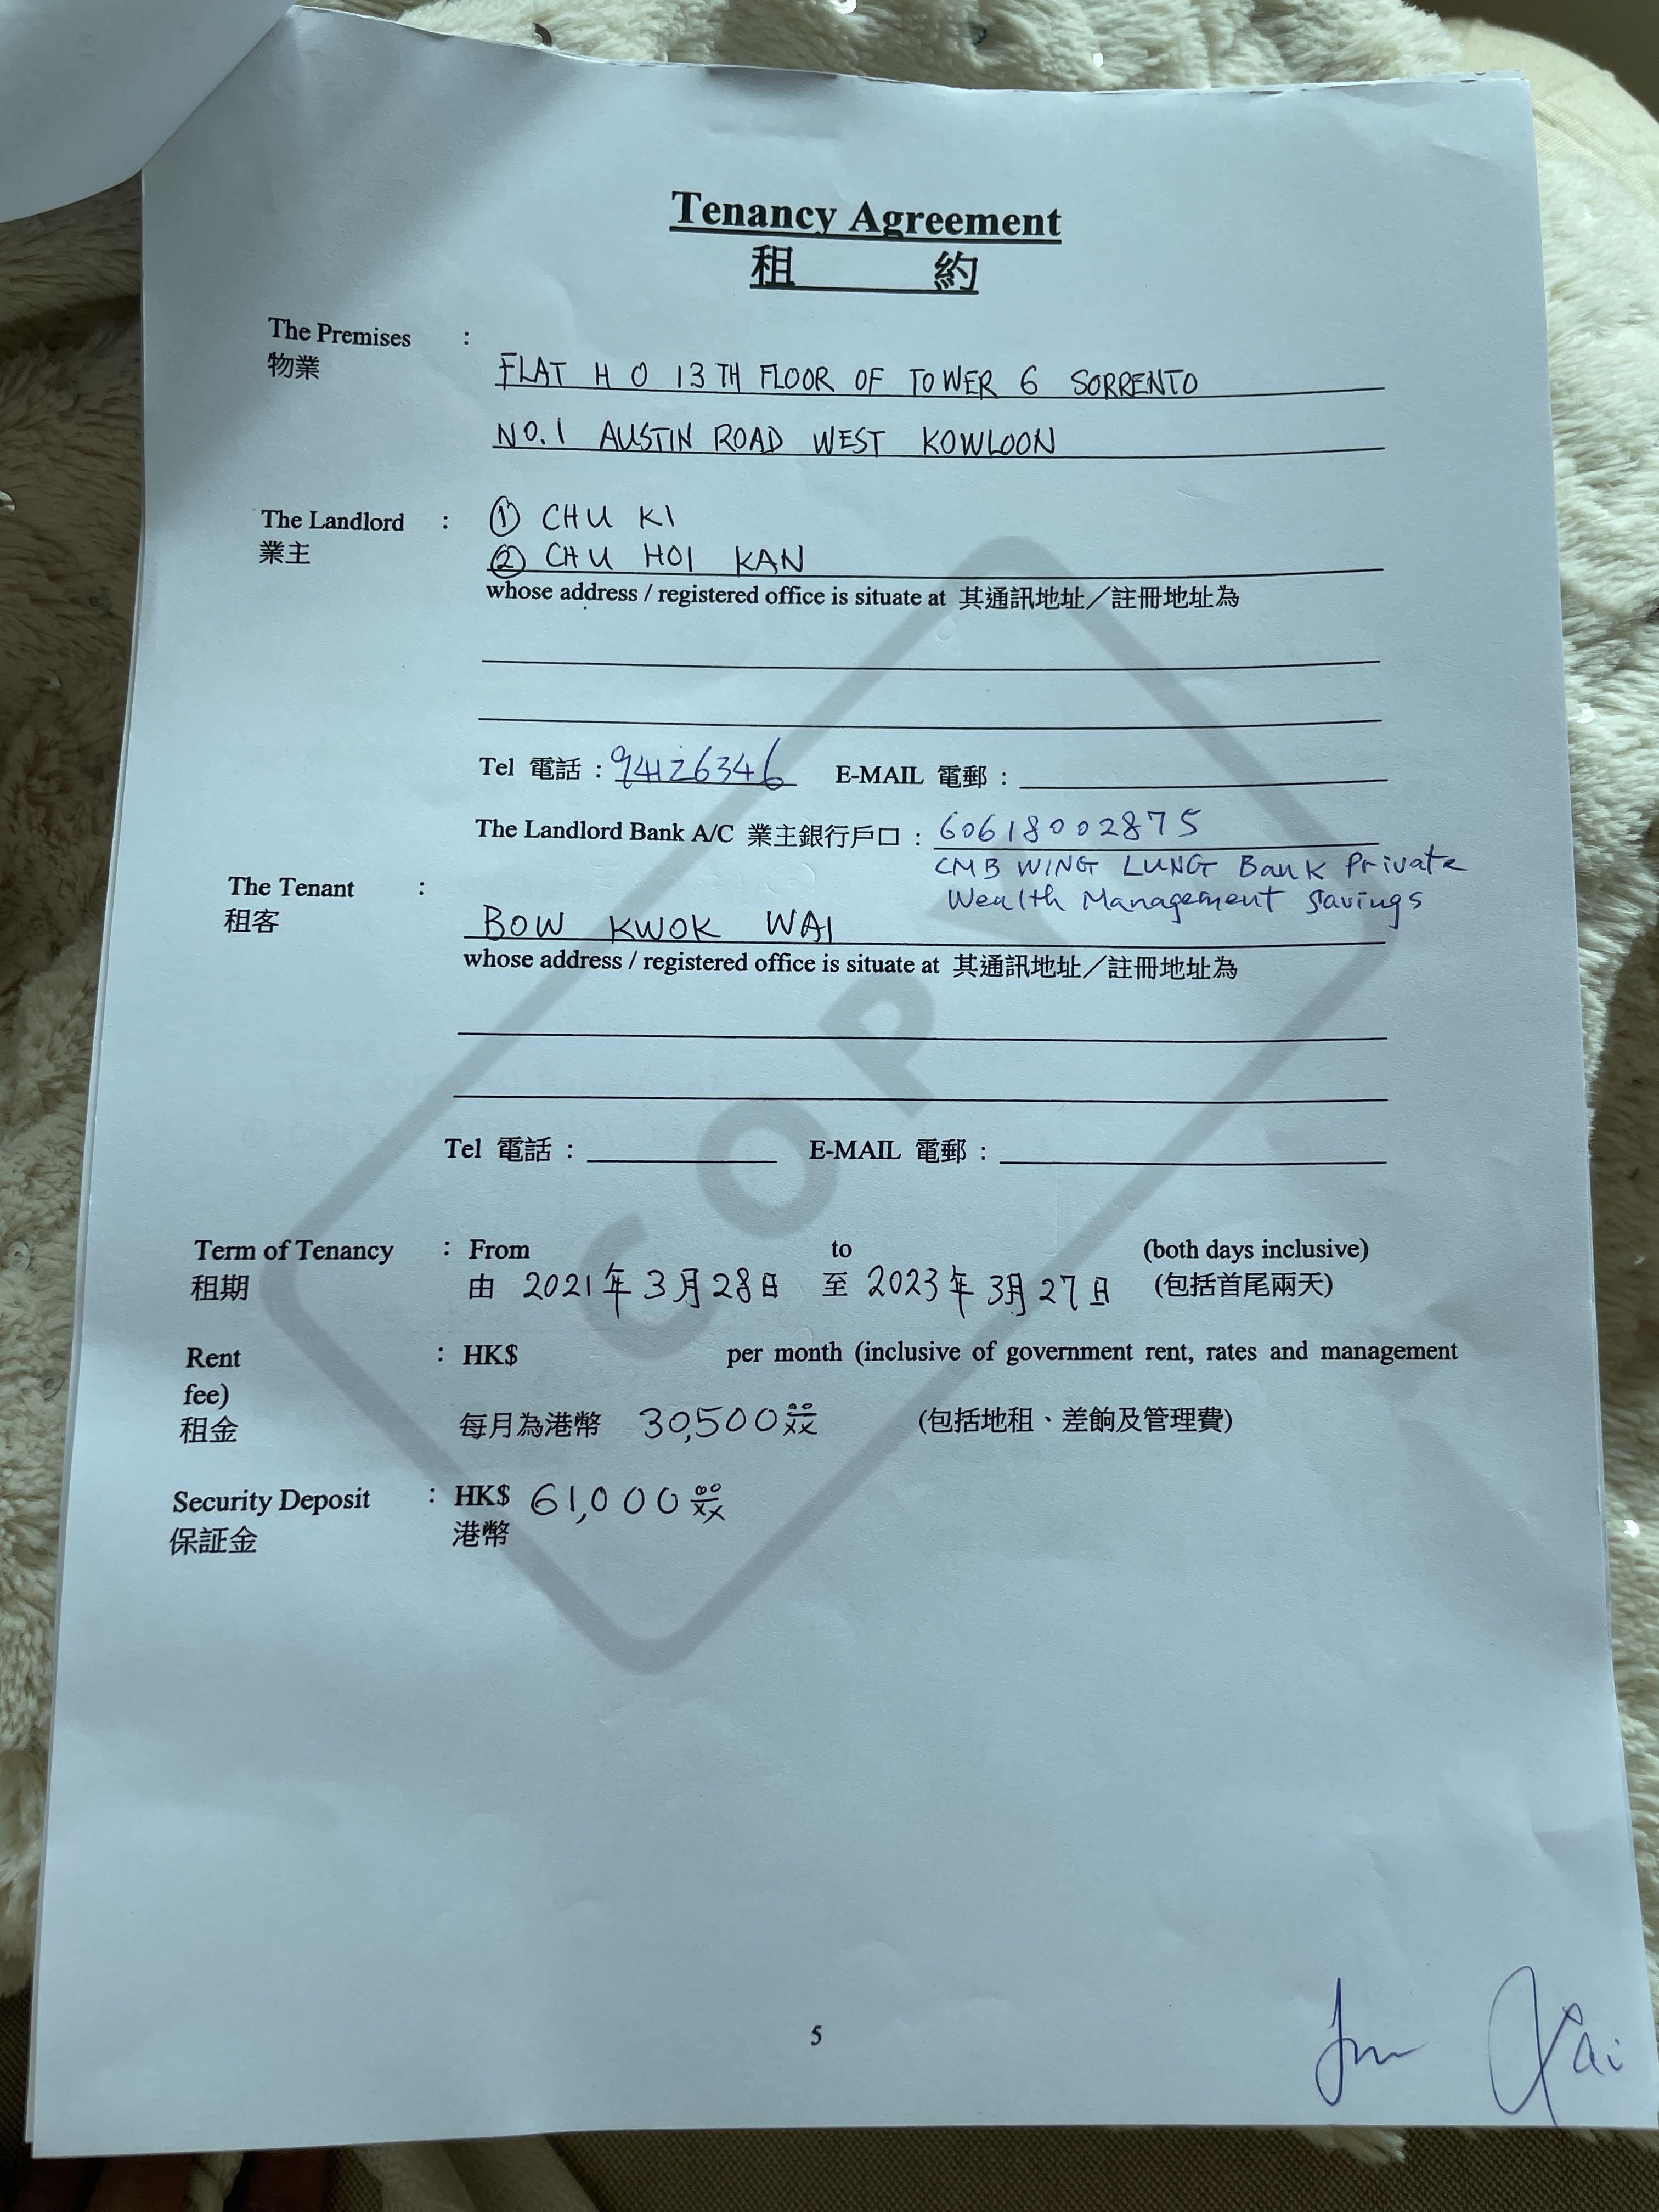 Tenancy Agreement
租 約
The Premises :
物業
FLAT H O 13TH FLOOR OF TOWER 6 SORRENTO
NO.1 AUSTIN ROAD WEST KOWLOON
The Landlord : ① CHU KI
業主 ② CHU HOI KAN
whose address / registered office is situate at 其通訊地址／註冊地址為
Tel 電話 : 94126346 E-MAIL 電郵 :
The Landlord Bank A/C 業主銀行戶口 : 60618002875
CMB WING LUNG Bank Private
Wealth Management Savings
The Tenant :
租客 BOW KWOK WAI
whose address / registered office is situate at 其通訊地址／註冊地址為
Tel 電話 : E-MAIL 電郵 :
Term of Tenancy : From to (both days inclusive)
租期 由 2021年3月28日 至 2023年3月27日 (包括首尾兩天)
Rent : HK$ per month (inclusive of government rent, rates and management
fee)
租金 每月為港幣 30,500 00/xx (包括地租、差餉及管理費)
Security Deposit : HK$ 61,000 00/xx
保証金 港幣
COPY
5